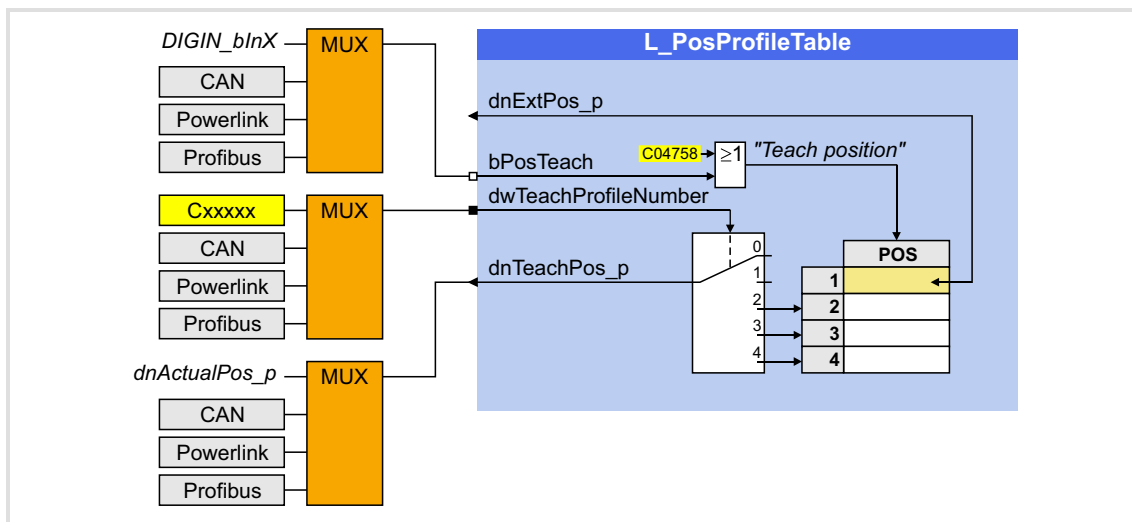 DIGIN_bInX
MUX
CAN
Powerlink
Profibus
Cxxxxx
MUX
CAN
Powerlink
Profibus
dnActualPos_p
MUX
CAN
Powerlink
Profibus
L_PosProfileTable
dnExtPos_p
bPosTeach
C04758
≥1
"Teach position"
dwTeachProfileNumber
dnTeachPos_p
0
1
2
3
4
POS
1
2
3
4